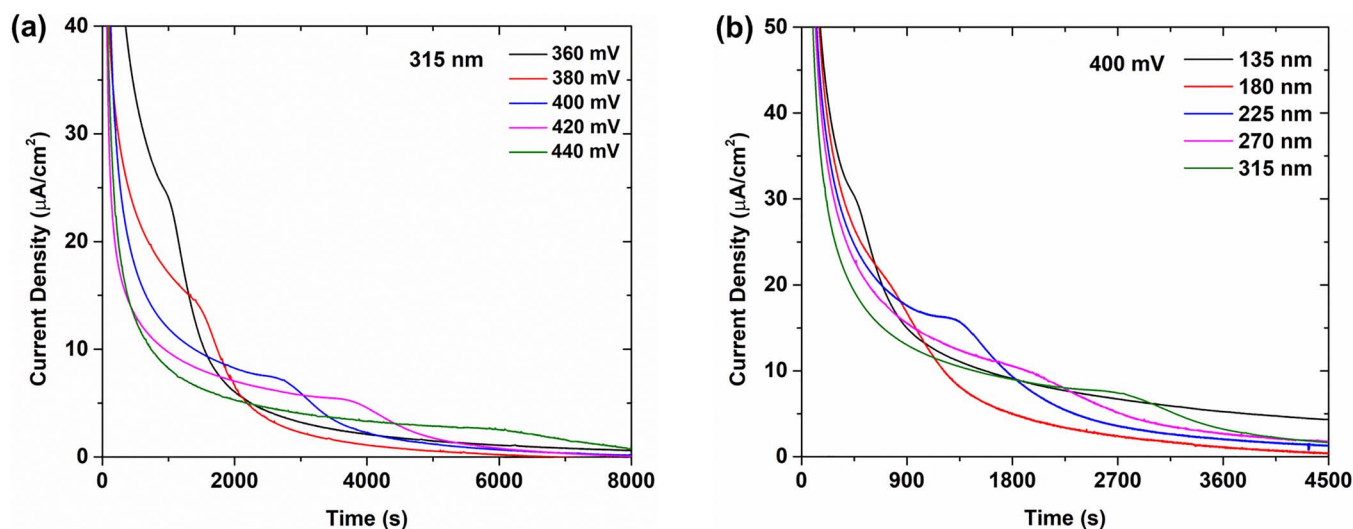 (a)
315 nm
360 mV
380 mV
400 mV
420 mV
440 mV
Current Density (μA/cm²)
40
30
20
10
0
0 2000 4000 6000 8000
Time (s)
(b)
400 mV
135 nm
180 nm
225 nm
270 nm
315 nm
Current Density (μA/cm²)
50
40
30
20
10
0
0 900 1800 2700 3600 4500
Time (s)